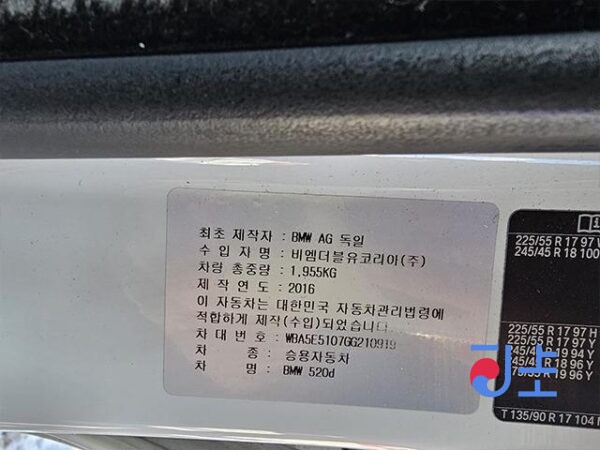 최초 제작자 : BMW AG 독일
수 입 자 명 : 비엠더블유코리아(주)
차량 총중량 : 1,955KG
제 작 연 도 : 2016
이 자동차는 대한민국 자동차관리법령에
적합하게 제작(수입)되었습니다.
차 대 번 호 : WBA5E5107GG210919
차 종 : 승용자동차
차 명 : BMW 520d
225/55 R 17 97
245/45 R 18 100
225/55 R 17 97 H
225/55 R 17 97 Y
R 19 94 Y
R 18 96 Y
R 19 96 Y
T 135/90 R 17 104
카